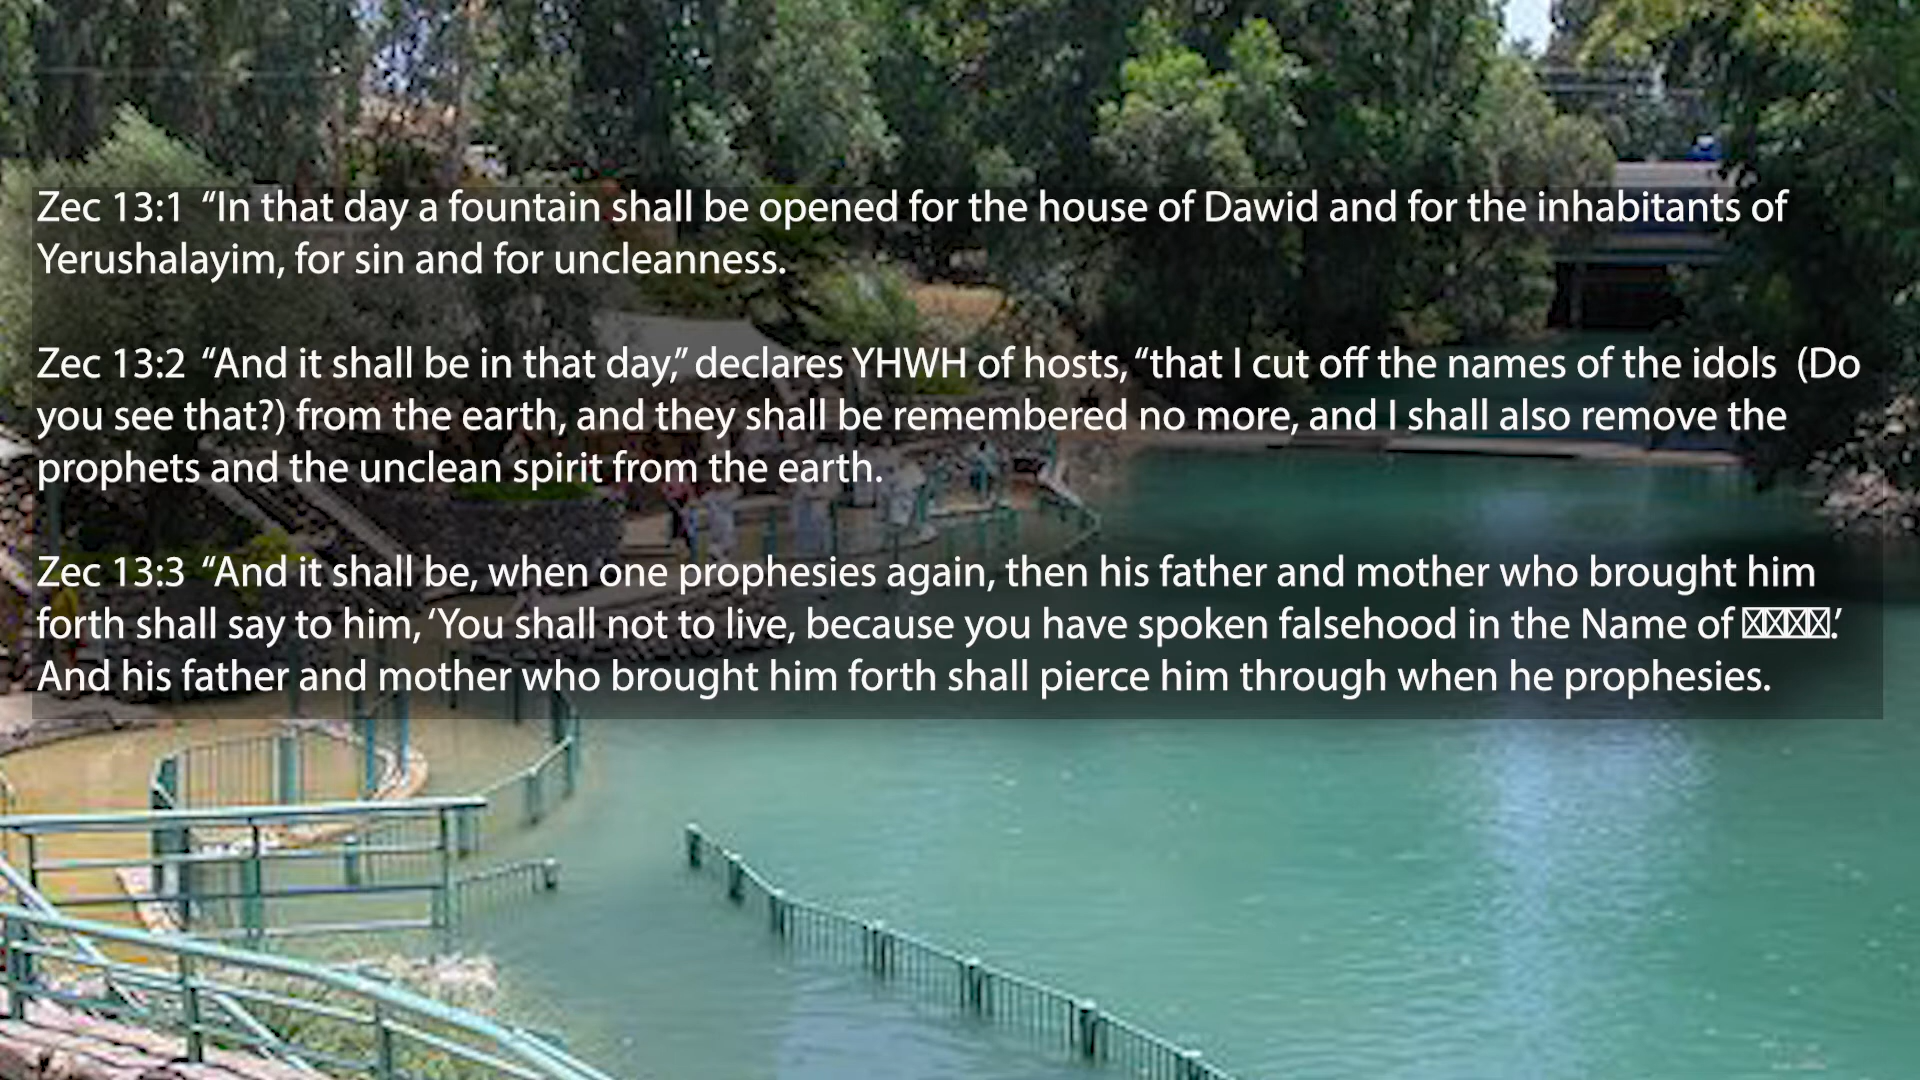 Zec 13:1  “In that day a fountain shall be opened for the house of Dawid and for the inhabitants of
Yerushalayim, for sin and for uncleanness.
Zec 13:2  “And it shall be in that day,” declares YHWH of hosts, “that I cut off the names of the idols  (Do
you see that?) from the earth, and they shall be remembered no more, and I shall also remove the
prophets and the unclean spirit from the earth.
Zec 13:3  “And it shall be, when one prophesies again, then his father and mother who brought him
forth shall say to him, ‘You shall not to live, because you have spoken falsehood in the Name of .’
And his father and mother who brought him forth shall pierce him through when he prophesies.